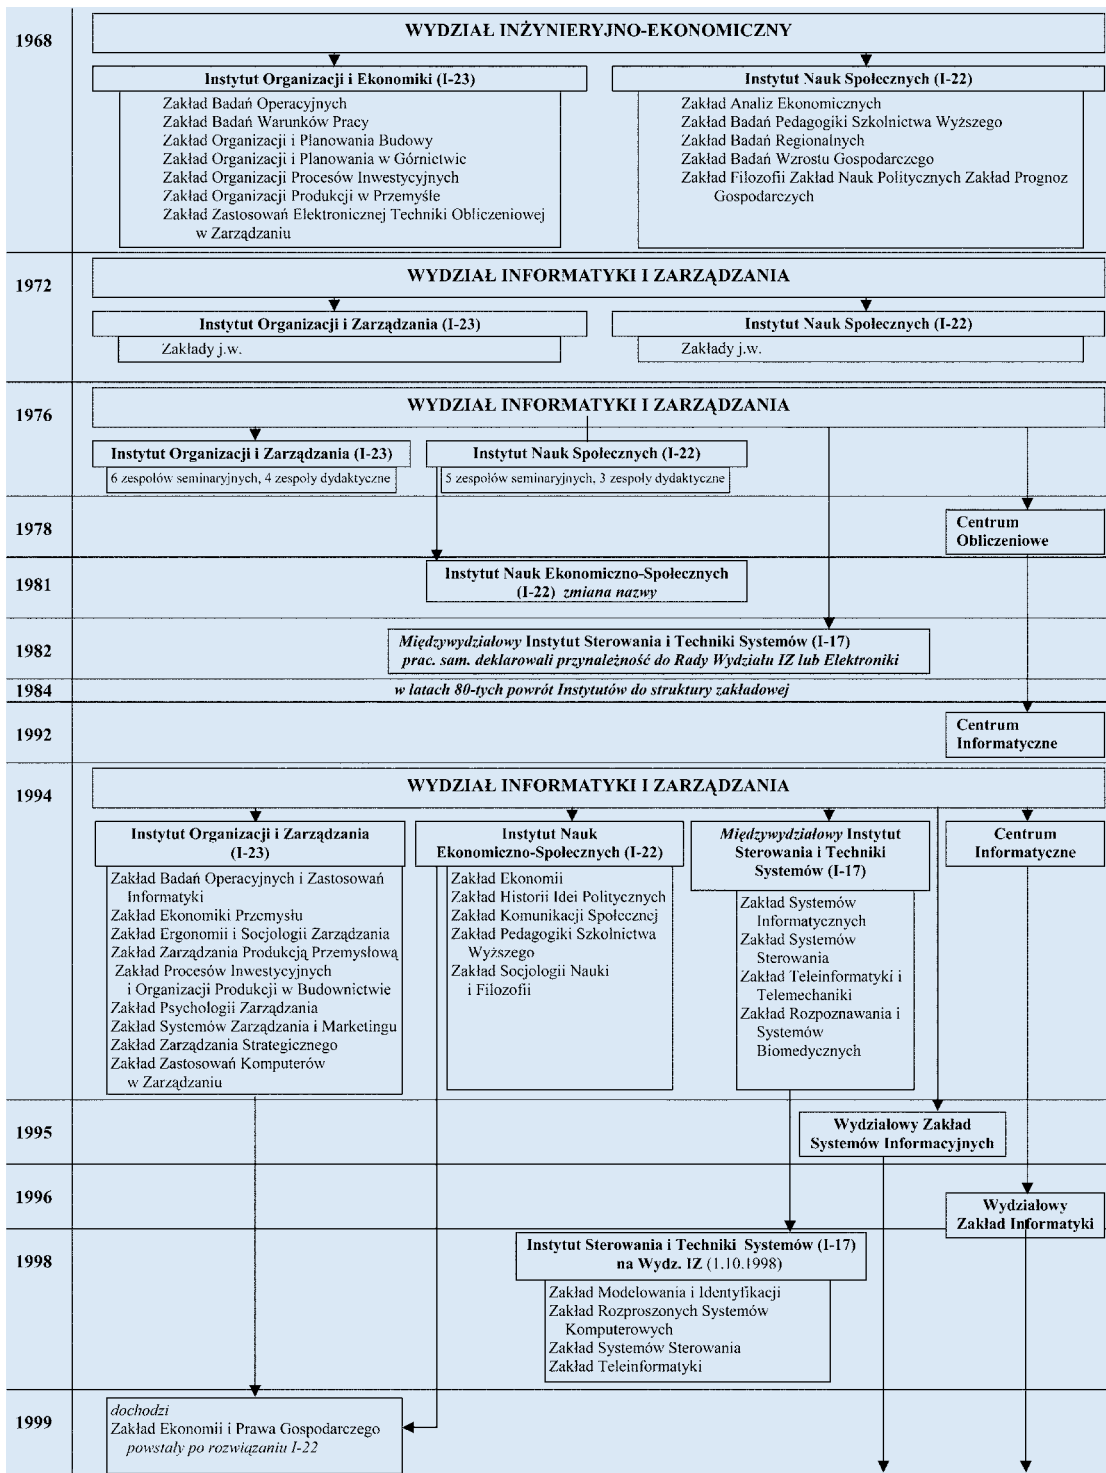 1968
WYDZIAŁ INŻYNIERYJNO-EKONOMICZNY
Instytut Organizacji i Ekonomiki (I-23)
Zakład Badań Operacyjnych
Zakład Badań Warunków Pracy
Zakład Organizacji i Planowania Budowy
Zakład Organizacji i Planowania w Górnictwie
Zakład Organizacji Procesów Inwestycyjnych
Zakład Organizacji Produkcji w Przemyśle
Zakład Zastosowań Elektronicznej Techniki Obliczeniowej
w Zarządzaniu
Instytut Nauk Społecznych (I-22)
Zakład Analiz Ekonomicznych
Zakład Badań Pedagogiki Szkolnictwa Wyższego
Zakład Badań Regionalnych
Zakład Badań Wzrostu Gospodarczego
Zakład Filozofii Zakład Nauk Politycznych Zakład Prognoz
Gospodarczych
1972
WYDZIAŁ INFORMATYKI I ZARZĄDZANIA
Instytut Organizacji i Zarządzania (I-23)
Zakłady j.w.
Instytut Nauk Społecznych (I-22)
Zakłady j.w.
1976
WYDZIAŁ INFORMATYKI I ZARZĄDZANIA
Instytut Organizacji i Zarządzania (I-23)
6 zespołów seminaryjnych, 4 zespoły dydaktyczne
Instytut Nauk Społecznych (I-22)
5 zespołów seminaryjnych, 3 zespoły dydaktyczne
1978
Centrum
Obliczeniowe
1981
Instytut Nauk Ekonomiczno-Społecznych
(I-22) zmiana nazwy
1982
Międzywydziałowy Instytut Sterowania i Techniki Systemów (I-17)
prac. sam. deklarowali przynależność do Rady Wydziału IZ lub Elektroniki
1984
w latach 80-tych powrót Instytutów do struktury zakładowej
1992
Centrum
Informatyczne
1994
WYDZIAŁ INFORMATYKI I ZARZĄDZANIA
Instytut Organizacji i Zarządzania
(I-23)
Zakład Badań Operacyjnych i Zastosowań
Informatyki
Zakład Ekonomiki Przemysłu
Zakład Ergonomii i Socjologii Zarządzania
Zakład Zarządzania Produkcją Przemysłową
Zakład Procesów Inwestycyjnych
i Organizacji Produkcji w Budownictwie
Zakład Psychologii Zarządzania
Zakład Systemów Zarządzania i Marketingu
Zakład Zarządzania Strategicznego
Zakład Zastosowań Komputerów
w Zarządzaniu
Instytut Nauk
Ekonomiczno-Społecznych (I-22)
Zakład Ekonomii
Zakład Historii Idei Politycznych
Zakład Komunikacji Społecznej
Zakład Pedagogiki Szkolnictwa
Wyższego
Zakład Socjologii Nauki
i Filozofii
Międzywydziałowy Instytut
Sterowania i Techniki
Systemów (I-17)
Zakład Systemów
Informatycznych
Zakład Systemów
Sterowania
Zakład Teleinformatyki i
Telemechaniki
Zakład Rozpoznawania i
Systemów
Biomedycznych
Centrum
Informatyczne
1995
Wydziałowy Zakład
Systemów Informacyjnych
1996
Wydziałowy
Zakład Informatyki
1998
Instytut Sterowania i Techniki Systemów (I-17)
na Wydz. IZ (1.10.1998)
Zakład Modelowania i Identyfikacji
Zakład Rozproszonych Systemów
Komputerowych
Zakład Systemów Sterowania
Zakład Teleinformatyki
1999
dochodzi
Zakład Ekonomii i Prawa Gospodarczego
powstały po rozwiązaniu I-22